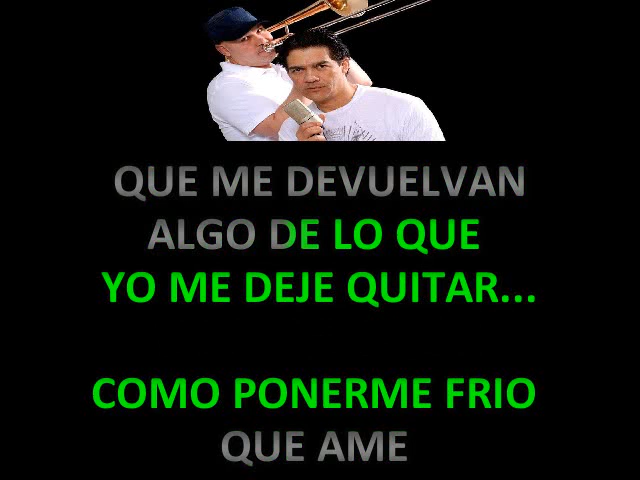 QUE ME DEVUELVAN
ALGO DE LO QUE
YO ME DEJE QUITAR...
COMO PONERME FRIO
QUE AME